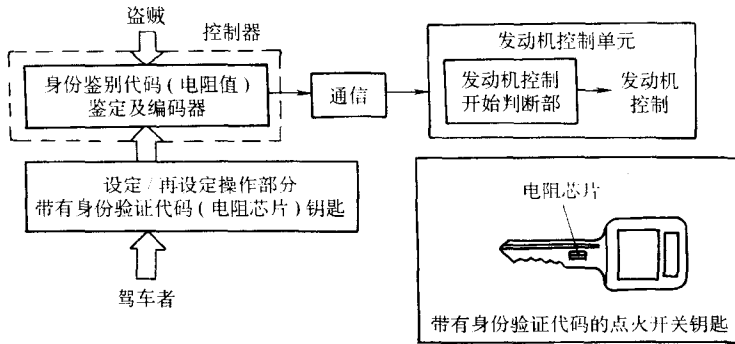 盗贼
控制器
身份鉴别代码(电阻值)
鉴定及编码器
通信
发动机控制单元
发动机控制
开始判断部
发动机
控制
设定/再设定操作部分
带有身份验证代码(电阻芯片)钥匙
驾车者
电阻芯片
带有身份验证代码的点火开关钥匙